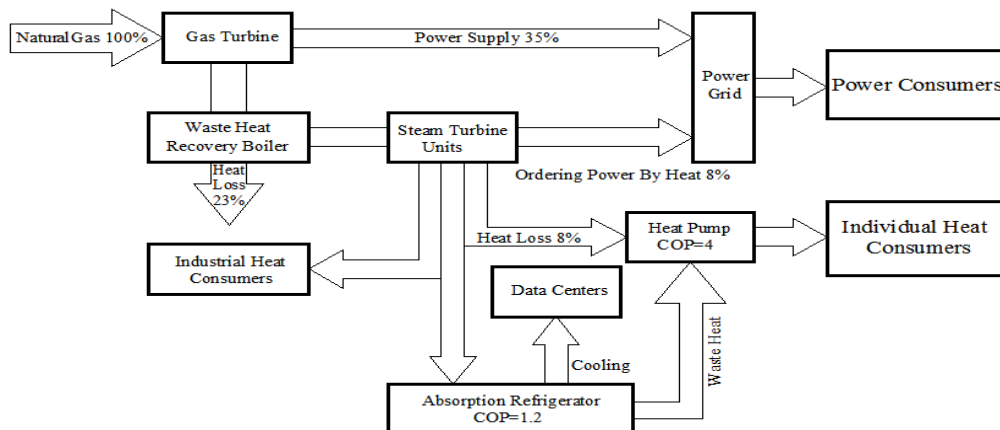 Natural Gas 100%
Gas Turbine
Power Supply 35%
Power
Grid
Power Consumers
Waste Heat
Recovery Boiler
Steam Turbine
Units
Ordering Power By Heat 8%
Heat
Loss
23%
Heat Loss 8%
Heat Pump
COP=4
Individual Heat
Consumers
Industrial Heat
Consumers
Data Centers
Cooling
Waste Heat
Absorption Refrigerator
COP=1.2